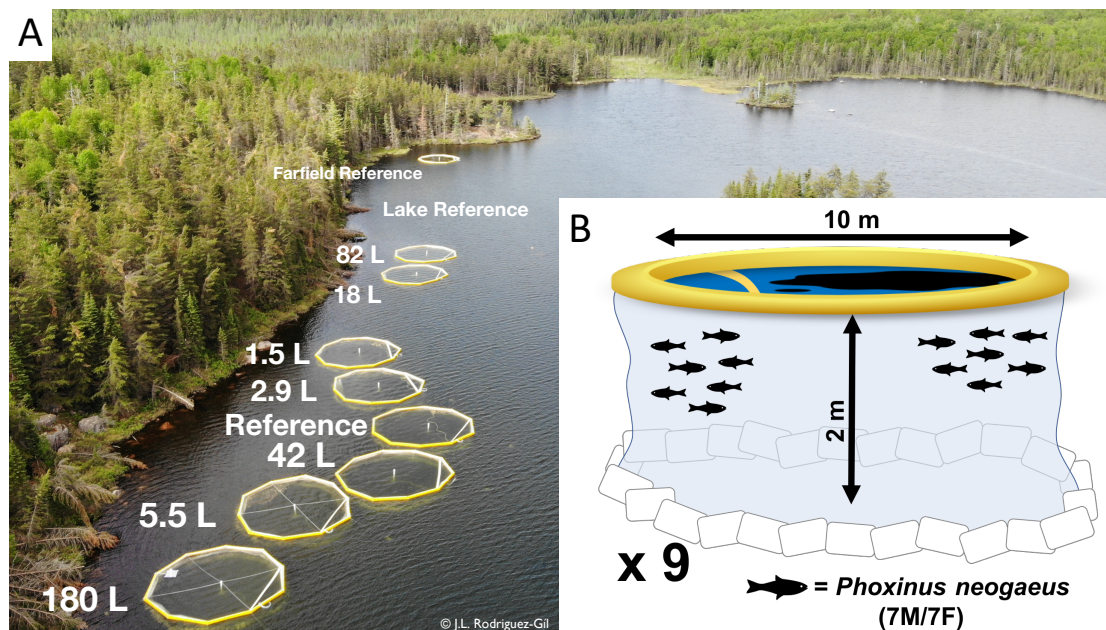 A
Farfield Reference
Lake Reference
82 L
18 L
1.5 L
2.9 L
Reference
42 L
5.5 L
180 L
© J.L. Rodriguez-Gil
B
10 m
2 m
x 9
= Phoxinus neogaeus
(7M/7F)